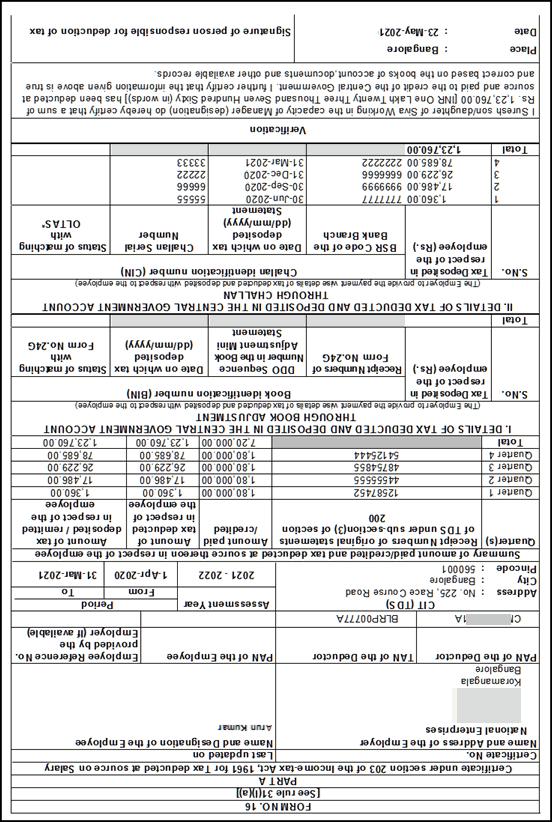 FORM NO. 16
[See rule 31(l)(a)]
PART A
Certificate under section 203 of the Income-tax Act, 1961 for Tax deducted at source on Salary
Certificate No. Last updated on
Name and Address of the Employer Name and Designation of the Employee
National Enterprises Arun Kumar
Koramangala
Bangalore
PAN of the Deductor TAN of the Deductor PAN of the Employee Employee Reference No. provided by the Employer (If available)
BLRP00777A
CIT (TDS) Assessment Year Period
Address : No. 225, Race Course Road From To
City : Bangalore 2021 - 2022 1-Apr-2020 31-Mar-2021
Pincode : 560001
Summary of amount paid/credited and tax deducted at source thereon in respect of the employee
Quarter(s) Receipt Numbers of original statements of TDS under sub-section(3) of section 200 Amount paid /credited Amount of tax deducted in respect of the employee Amount of tax deposited / remitted in respect of the employee
Quarter 1 12587452 1,80,000.00 1,360.00 1,360.00
Quarter 2 44555555 1,80,000.00 17,486.00 17,486.00
Quarter 3 48754855 1,80,000.00 26,229.00 26,229.00
Quarter 4 54125444 1,80,000.00 78,685.00 78,685.00
Total 7,20,000.00 1,23,760.00 1,23,760.00
I. DETAILS OF TAX DEDUCTED AND DEPOSITED IN THE CENTRAL GOVERNMENT ACCOUNT
THROUGH BOOK ADJUSTMENT
(The Employer to provide payment wise details of tax deducted and deposited with respect to the employee)
S.No. Tax Deposited in respect of the employee (Rs.) Book identification number (BIN)
Receipt Numbers of Form No.24G DDO Sequence Number in the Book Adjustment Mini Statement Date on which tax deposited (dd/mm/yyyy) Status of matching with Form No.24G
Total
II. DETAILS OF TAX DEDUCTED AND DEPOSITED IN THE CENTRAL GOVERNMENT ACCOUNT
THROUGH CHALLAN
(The Employer to provide payment wise details of tax deducted and deposited with respect to the employee)
S.No. Tax Deposited in respect of the employee (Rs.) Challan identification number (CIN)
BSR Code of the Bank Branch Date on which tax deposited (dd/mm/yyyy) Statement Challan Serial Number Status of matching with OLTAS*
1 1,360.00 7777777 30-Jun-2020 55555
2 17,486.00 9999999 30-Sep-2020 66666
3 26,229.00 6666666 31-Dec-2020 22222
4 78,685.00 2222222 31-Mar-2021 33333
Total 1,23,760.00
Verification
I Suresh son/daughter of Siva Working in the capacity of Manager (designation) do hereby certify that a sum of
Rs. 1,23,760.00 [INR One Lakh Twenty Three Thousand Seven Hundred Sixty (in words)] has been deducted at
source and paid to the credit of the Central Government. I further certify that the information given above is true
and correct based on the books of account, documents and other available records.
Place : Bangalore
Date : 23-May-2021 Signature of person responsible for deduction of tax